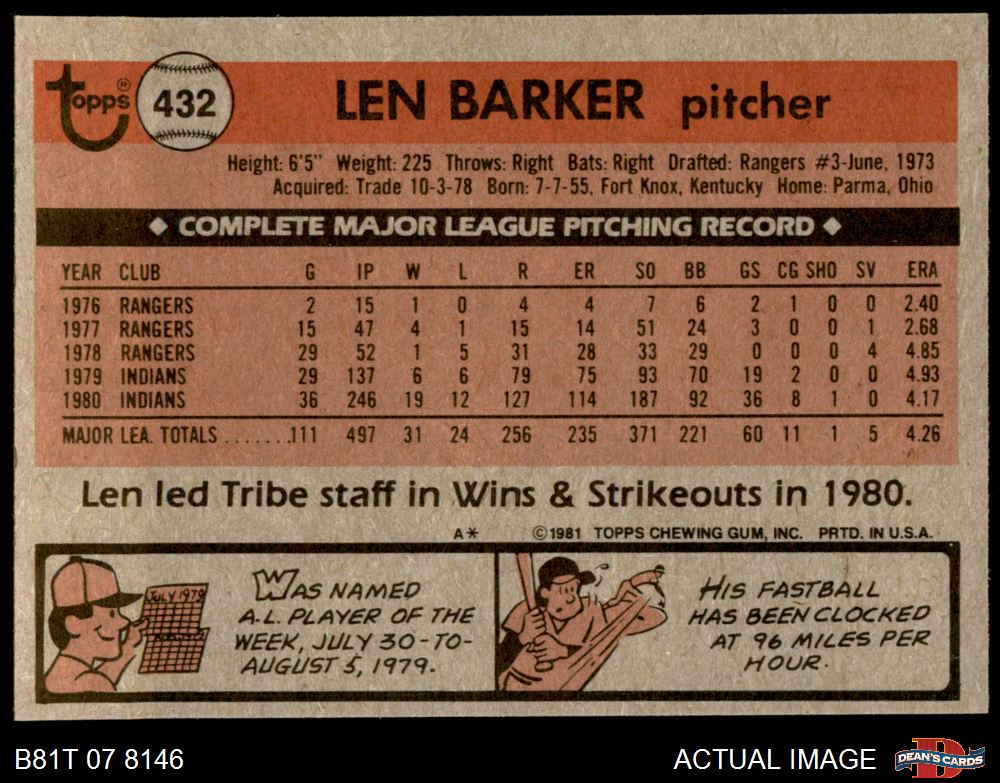 Topps® 432 LEN BARKER pitcher
Height: 6'5" Weight: 225 Throws: Right Bats: Right Drafted: Rangers #3-June, 1973
Acquired: Trade 10-3-78 Born: 7-7-55, Fort Knox, Kentucky Home: Parma, Ohio
◆ COMPLETE MAJOR LEAGUE PITCHING RECORD ◆
YEAR CLUB G IP W L R ER SO BB GS CG SHO SV ERA
1976 RANGERS 2 15 1 0 4 4 7 6 2 1 0 0 2.40
1977 RANGERS 15 47 4 1 15 14 51 24 3 0 0 1 2.68
1978 RANGERS 29 52 1 5 31 28 33 29 0 0 0 4 4.85
1979 INDIANS 29 137 6 6 79 75 93 70 19 2 0 0 4.93
1980 INDIANS 36 246 19 12 127 114 187 92 36 8 1 0 4.17
MAJOR LEA. TOTALS .......111 497 31 24 256 235 371 221 60 11 1 5 4.26
Len led Tribe staff in Wins & Strikeouts in 1980.
A* ©1981 TOPPS CHEWING GUM, INC. PRTD. IN U.S.A.
JULY 1979
WAS NAMED
A.L. PLAYER OF THE
WEEK, JULY 30-TO-
AUGUST 5, 1979.
HIS FASTBALL
HAS BEEN CLOCKED
AT 96 MILES PER
HOUR.
B81T 07 8146 ACTUAL IMAGE DEAN'S CARDS